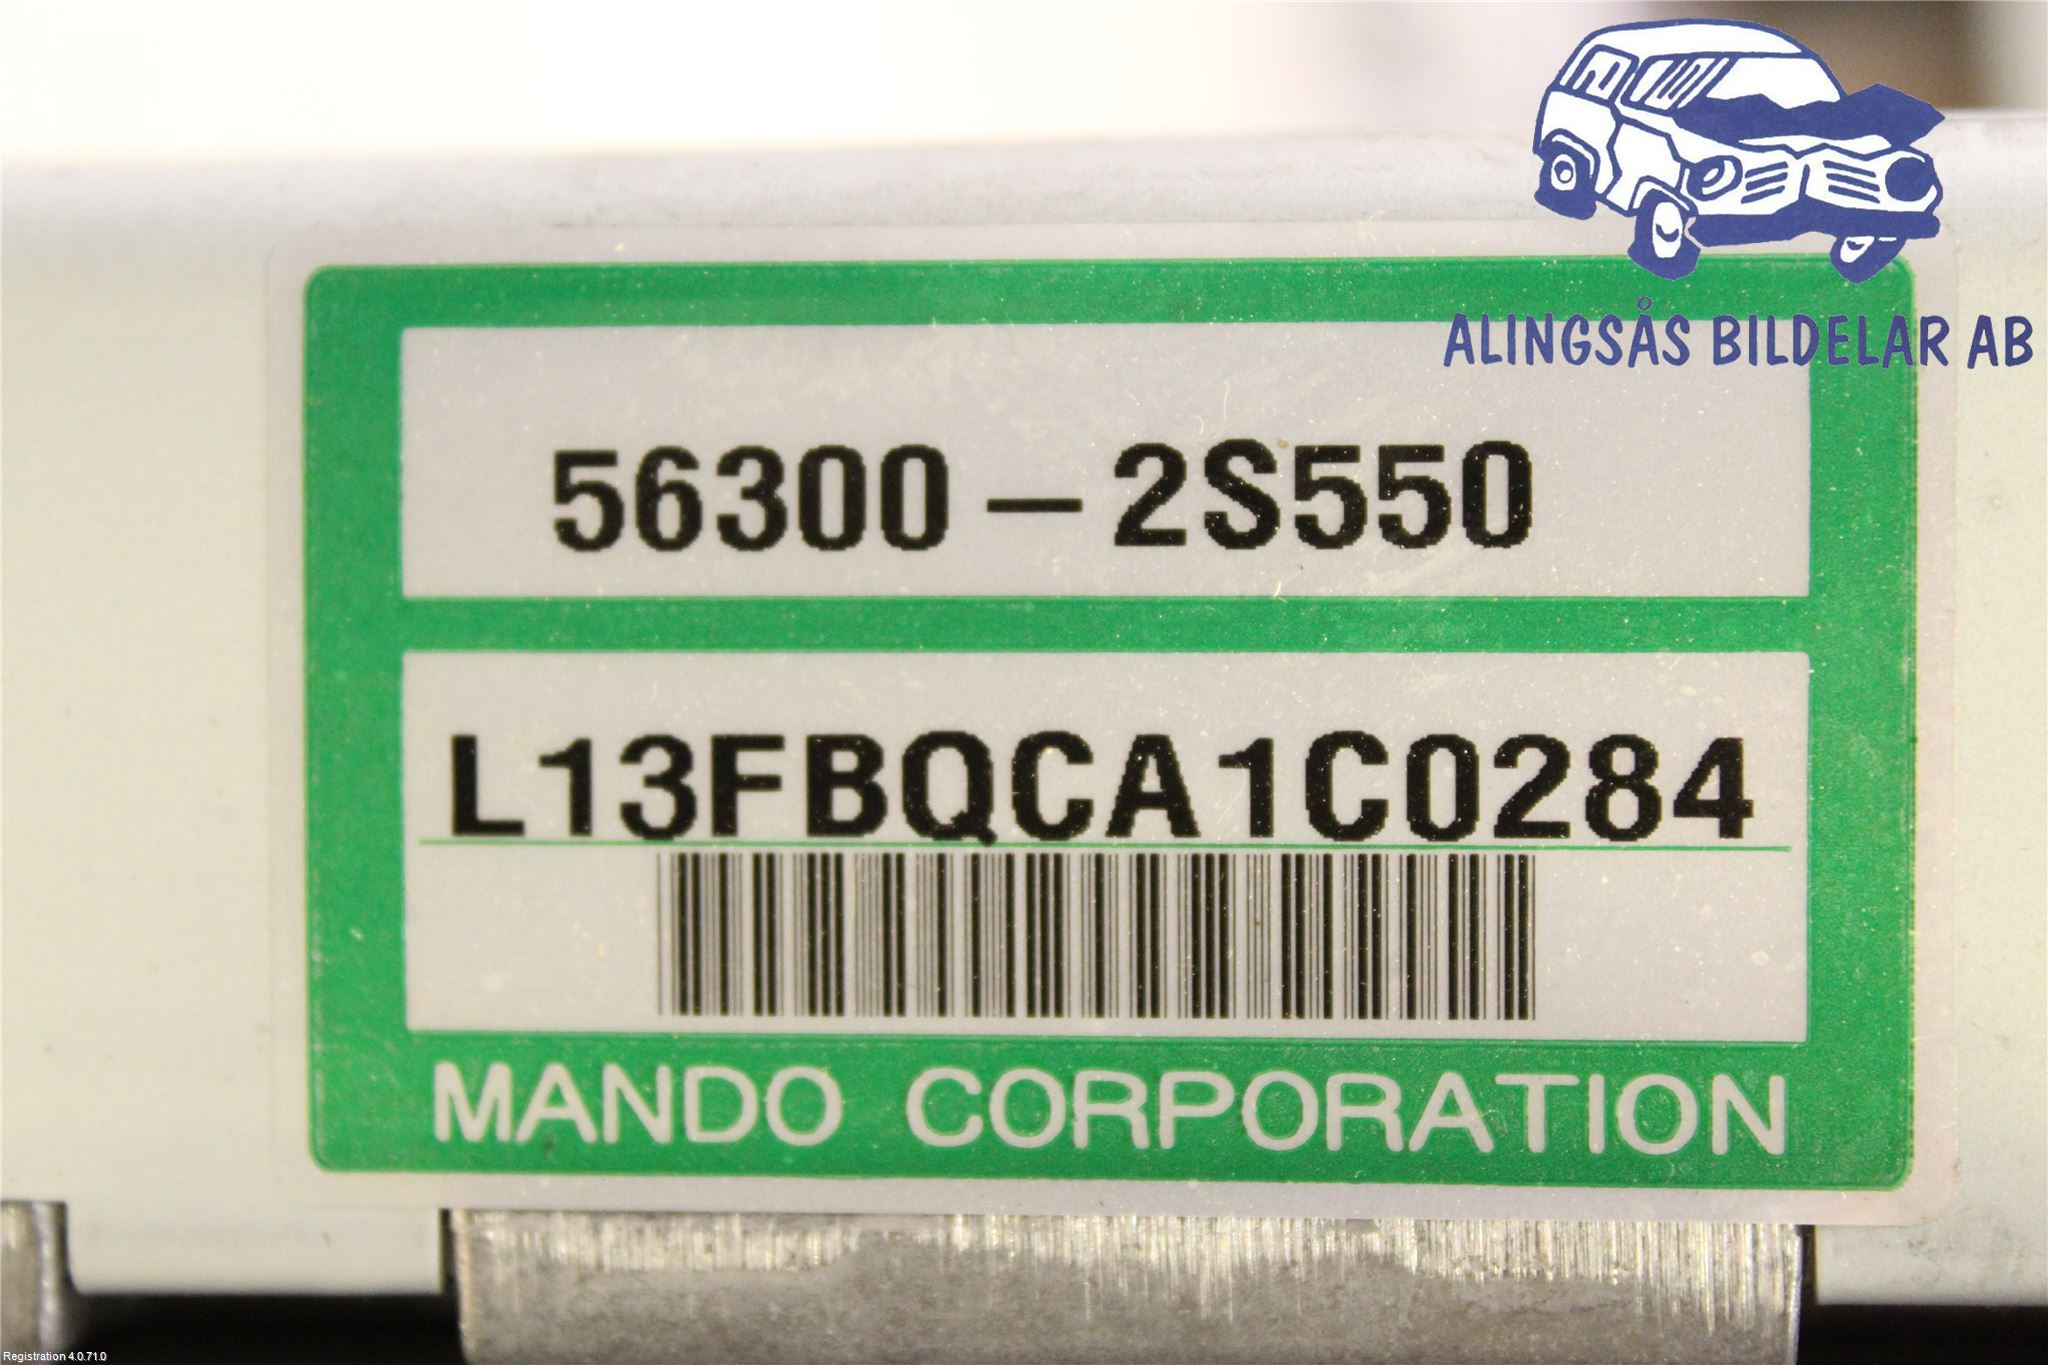 ALINGSÅS BILDELAR AB
56300-2S550
L13FBQCA1C0284
MANDO CORPORATION
Registration 4.0.71.0